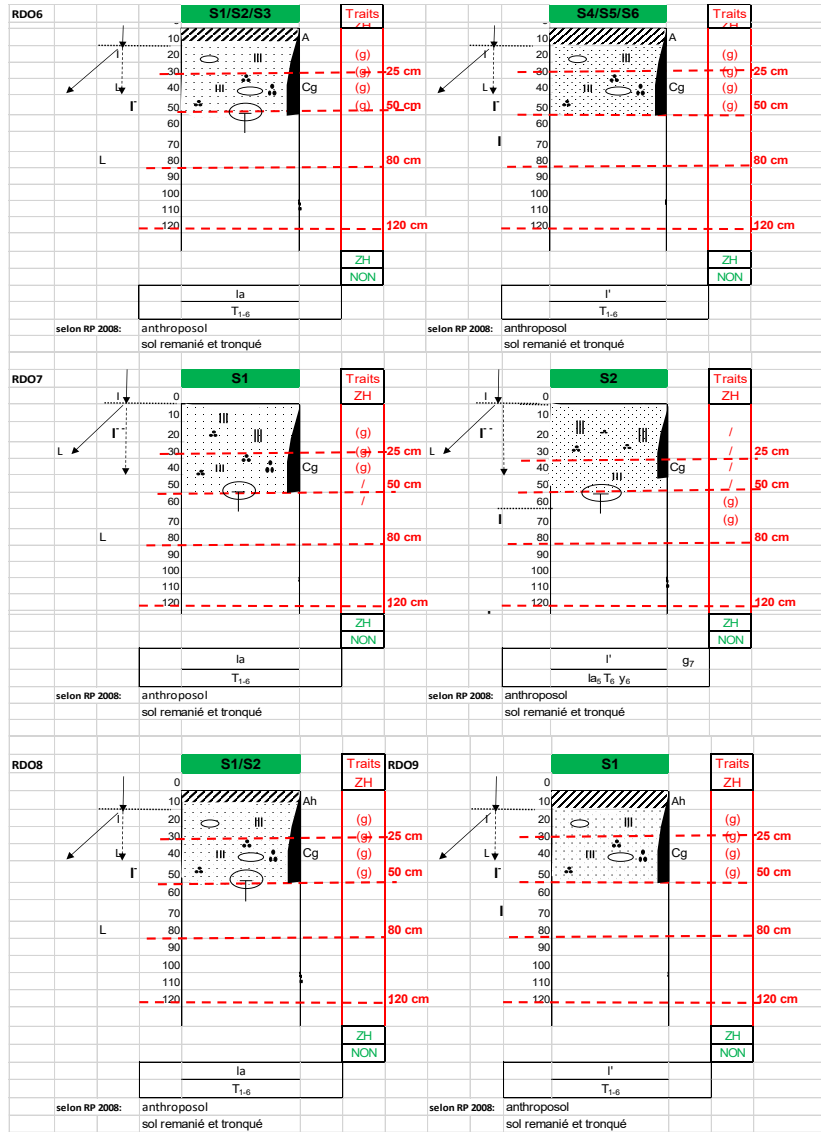 RDO6 S1/S2/S3 Traits
ZH
0
10 A
20 (g)
30 (g) 25 cm
40 Cg (g)
50 (g) 50 cm
60
70
80 80 cm
90
100
110
120 120 cm
I
L
I-
L
ZH
NON
la
T1-6
selon RP 2008: anthroposol
sol remanié et tronqué
S4/S5/S6 Traits
ZH
0
10 A
20 (g)
30 (g) 25 cm
40 Cg (g)
50 (g) 50 cm
60
70
80 80 cm
90
100
110
120 120 cm
I
L
I-
I
ZH
NON
l'
T1-6
selon RP 2008: anthroposol
sol remanié et tronqué
RDO7 S1 Traits
0 ZH
10
20 (g)
30 (g) 25 cm
40 Cg (g)
50 / 50 cm
60 /
70
80 80 cm
90
100
110
120 120 cm
I
L
I--
L
ZH
NON
la
T1-6
selon RP 2008: anthroposol
sol remanié et tronqué
S2 Traits
0 ZH
10
20 /
30 / 25 cm
40 Cg /
50 / 50 cm
60 (g)
70 (g)
80 80 cm
90
100
110
120 120 cm
I
L
I--
I
ZH
NON
l' g7
la5 T6 y6
selon RP 2008: anthroposol
sol remanié et tronqué
RDO8 S1/S2 Traits
0 ZH
10 Ah
20 (g)
30 (g) 25 cm
40 Cg (g)
50 (g) 50 cm
60
70
80 80 cm
90
100
110
120 120 cm
I
L
I-
L
ZH
NON
la
T1-6
selon RP 2008: anthroposol
sol remanié et tronqué
RDO9 S1 Traits
0 ZH
10 Ah
20 (g)
30 (g) 25 cm
40 Cg (g)
50 (g) 50 cm
60
70
80 80 cm
90
100
110
120 120 cm
I
L
I-
I
ZH
NON
l'
T1-6
selon RP 2008: anthroposol
sol remanié et tronqué